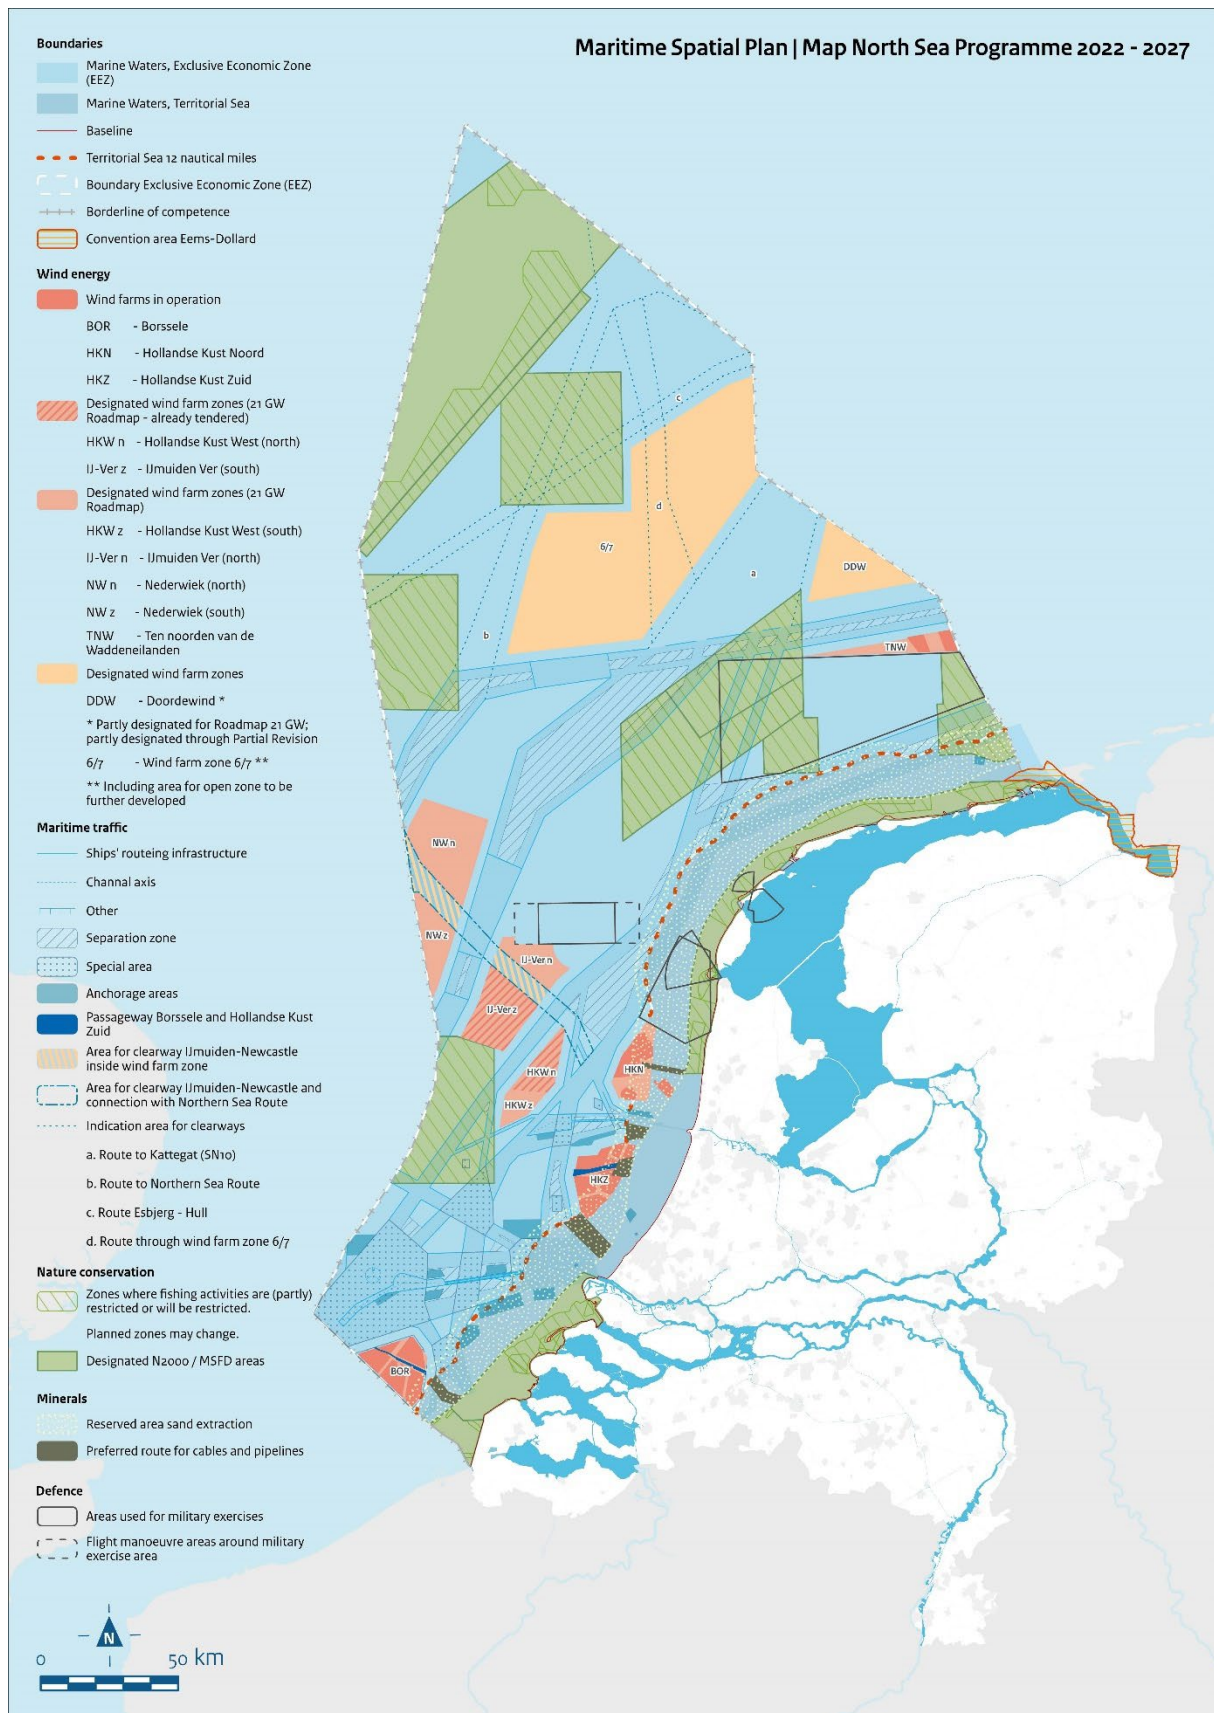 Maritime Spatial Plan | Map North Sea Programme 2022 - 2027
Boundaries
Marine Waters, Exclusive Economic Zone
(EEZ)
Marine Waters, Territorial Sea
Baseline
Territorial Sea 12 nautical miles
Boundary Exclusive Economic Zone (EEZ)
Borderline of competence
Convention area Eems-Dollard
Wind energy
Wind farms in operation
BOR - Borssele
HKN - Hollandse Kust Noord
HKZ - Hollandse Kust Zuid
Designated wind farm zones (21 GW
Roadmap - already tendered)
HKW n - Hollandse Kust West (north)
IJ-Ver z - IJmuiden Ver (south)
Designated wind farm zones (21 GW
Roadmap)
HKW z - Hollandse Kust West (south)
IJ-Ver n - IJmuiden Ver (north)
NW n - Nederwiek (north)
NW z - Nederwiek (south)
TNW - Ten noorden van de
Waddeneilanden
Designated wind farm zones
DDW - Doordewind *
* Partly designated for Roadmap 21 GW;
partly designated through Partial Revision
6/7 - Wind farm zone 6/7 **
** Including area for open zone to be
further developed
Maritime traffic
Ships' routeing infrastructure
Channal axis
Other
Separation zone
Special area
Anchorage areas
Passageway Borssele and Hollandse Kust
Zuid
Area for clearway IJmuiden-Newcastle
inside wind farm zone
Area for clearway IJmuiden-Newcastle and
connection with Northern Sea Route
Indication area for clearways
a. Route to Kattegat (SN10)
b. Route to Northern Sea Route
c. Route Esbjerg - Hull
d. Route through wind farm zone 6/7
Nature conservation
Zones where fishing activities are (partly)
restricted or will be restricted.
Planned zones may change.
Designated N2000 / MSFD areas
Minerals
Reserved area sand extraction
Preferred route for cables and pipelines
Defence
Areas used for military exercises
Flight manoeuvre areas around military
exercise area
N
0 50 km
c
d
6/7
a
DDW
b
TNW
NW n
NW z
IJ-Ver n
IJ-Ver z
HKW n
HKN
HKW z
HKZ
BOR